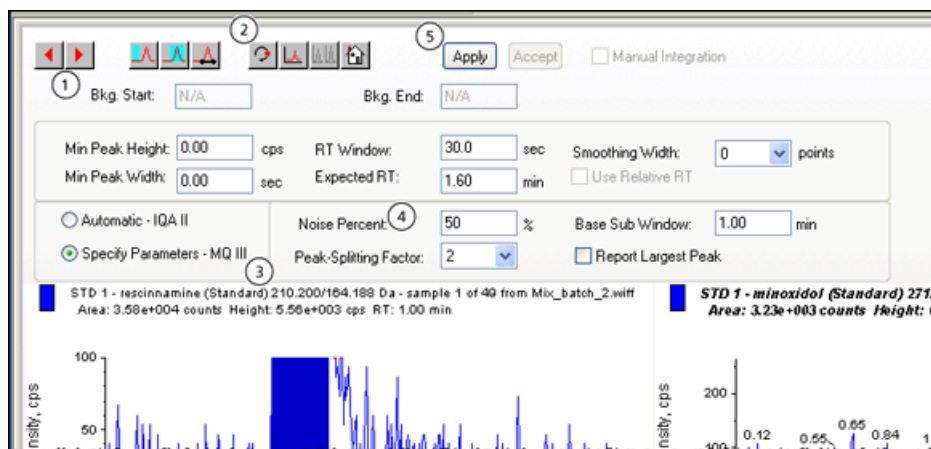 2
5
Apply
Accept
Manual Integration
1
Bkg. Start:
N/A
Bkg. End:
N/A
Min Peak Height:
0.00
cps
RT Window:
30.0
sec
Smoothing Width:
0
points
Min Peak Width:
0.00
sec
Expected RT:
1.60
min
Use Relative RT
Automatic - IQA II
Noise Percent:
4
50
%
Base Sub Window:
1.00
min
Specify Parameters - MQ III
3
Peak-Splitting Factor:
2
Report Largest Peak
STD 1 - rescinnamine (Standard) 210.200/164.188 Da - sample 1 of 49 from Mix_batch_2.wiff
Area: 3.58e+004 counts Height: 5.56e+003 cps RT: 1.00 min
STD 1 - minoxidol (Standard) 271.
Area: 3.23e+003 counts Height:
100
50
nsity, cps
200
100
nsity, cps
0.12
0.55
0.65
0.84